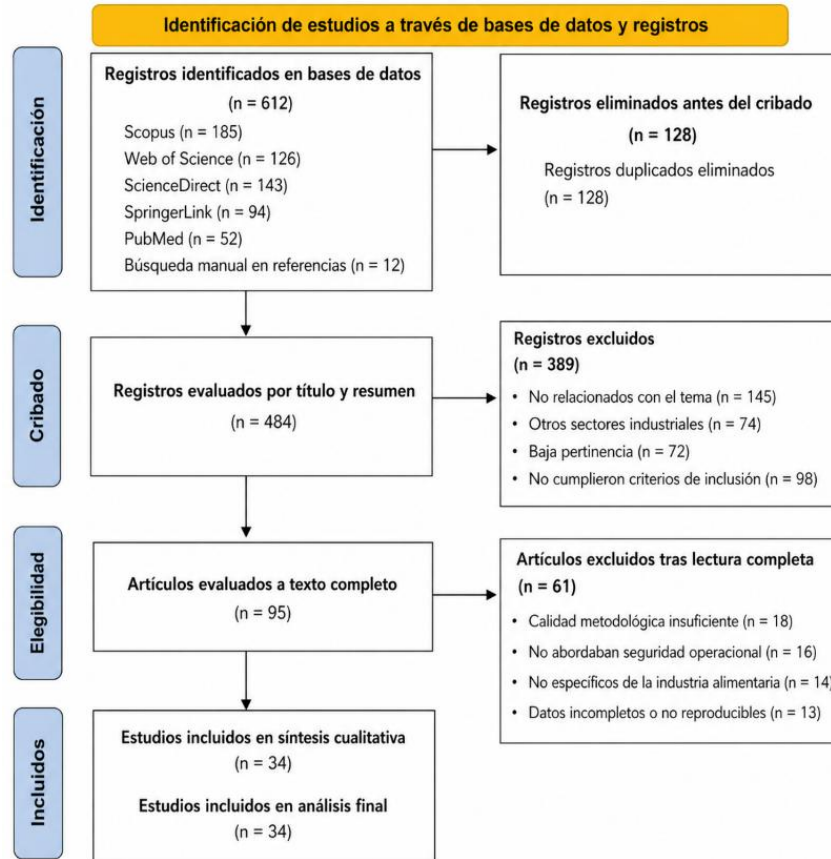 Identificación de estudios a través de bases de datos y registros
Identificación
Registros identificados en bases de datos
(n = 612)
Scopus (n = 185)
Web of Science (n = 126)
ScienceDirect (n = 143)
SpringerLink (n = 94)
PubMed (n = 52)
Búsqueda manual en referencias (n = 12)
Registros eliminados antes del cribado
(n = 128)
Registros duplicados eliminados
(n = 128)
Cribado
Registros evaluados por título y resumen
(n = 484)
Registros excluidos
(n = 389)
• No relacionados con el tema (n = 145)
• Otros sectores industriales (n = 74)
• Baja pertinencia (n = 72)
• No cumplieron criterios de inclusión (n = 98)
Elegibilidad
Artículos evaluados a texto completo
(n = 95)
Artículos excluidos tras lectura completa
(n = 61)
• Calidad metodológica insuficiente (n = 18)
• No abordaban seguridad operacional (n = 16)
• No específicos de la industria alimentaria (n = 14)
• Datos incompletos o no reproducibles (n = 13)
Incluidos
Estudios incluidos en síntesis cualitativa
(n = 34)
Estudios incluidos en análisis final
(n = 34)